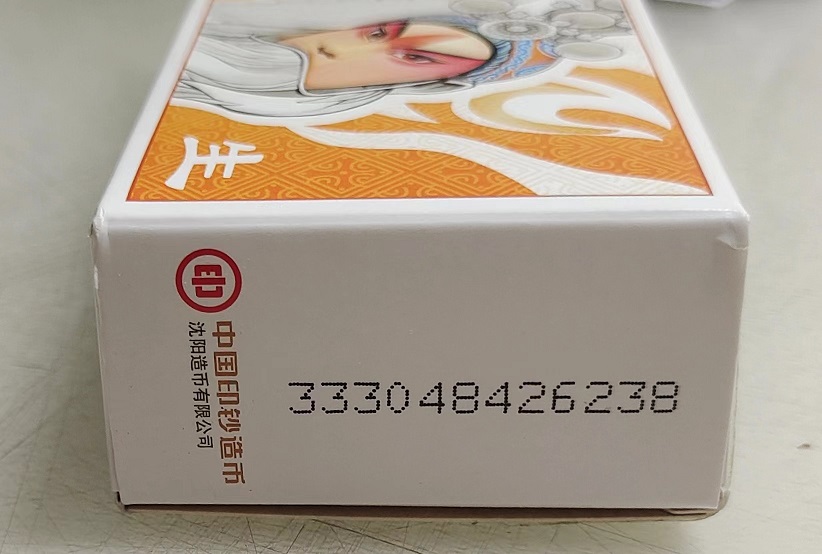 生
印
中国印钞造币
沈阳造币有限公司
333048426238